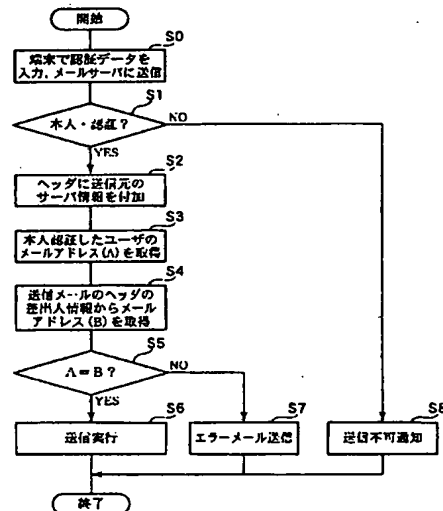 開始
S0
端末で認証データを
入力、メールサーバに送信
S1
本人・認証?
NO
YES
S2
ヘッダに送信元の
サーバ情報を付加
S3
本人認証したユーザの
メールアドレス(A)を取得
S4
送信メールのヘッダの
差出人情報からメール
アドレス(B)を取得
S5
A=B?
NO
YES
S6
送信実行
S7
エラーメール送信
S8
送信不可通知
終了